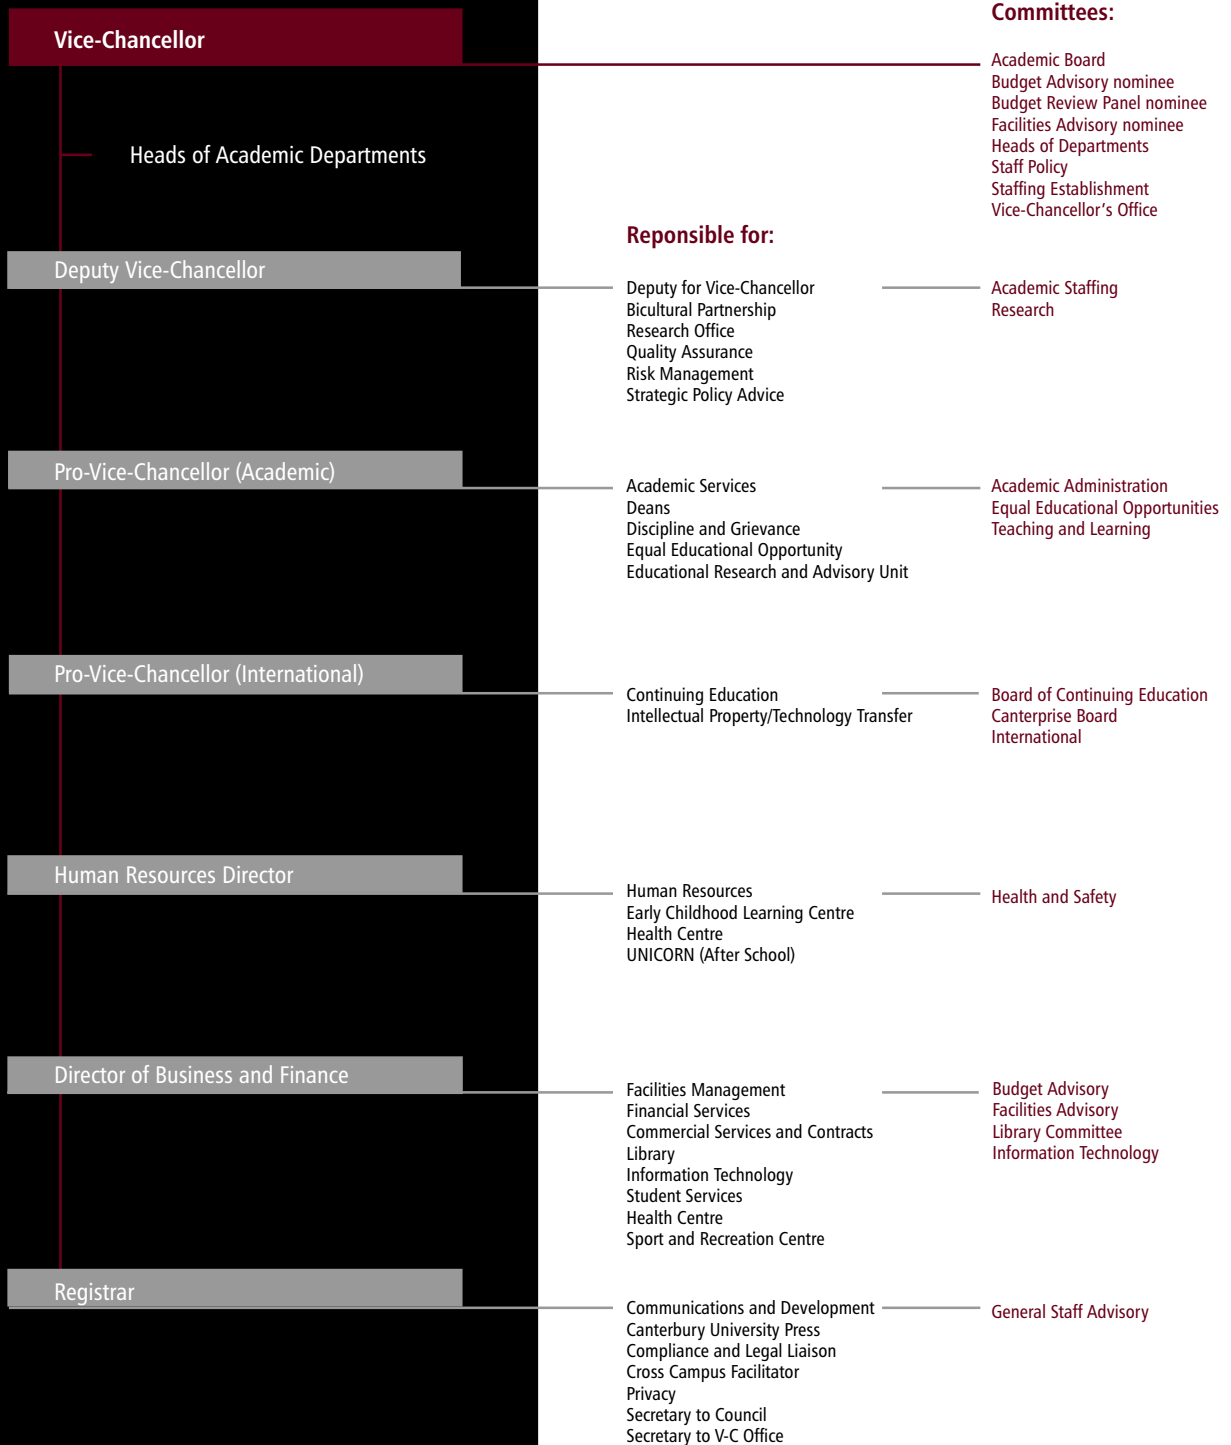 Committees:
Vice-Chancellor
Academic Board
Budget Advisory nominee
Budget Review Panel nominee
Facilities Advisory nominee
Heads of Departments
Staff Policy
Staffing Establishment
Vice-Chancellor's Office
Heads of Academic Departments
Reponsible for:
Deputy Vice-Chancellor
Deputy for Vice-Chancellor
Bicultural Partnership
Research Office
Quality Assurance
Risk Management
Strategic Policy Advice
Academic Staffing
Research
Pro-Vice-Chancellor (Academic)
Academic Services
Deans
Discipline and Grievance
Equal Educational Opportunity
Educational Research and Advisory Unit
Academic Administration
Equal Educational Opportunities
Teaching and Learning
Pro-Vice-Chancellor (International)
Continuing Education
Intellectual Property/Technology Transfer
Board of Continuing Education
Canterprise Board
International
Human Resources Director
Human Resources
Early Childhood Learning Centre
Health Centre
UNICORN (After School)
Health and Safety
Director of Business and Finance
Facilities Management
Financial Services
Commercial Services and Contracts
Library
Information Technology
Student Services
Health Centre
Sport and Recreation Centre
Budget Advisory
Facilities Advisory
Library Committee
Information Technology
Registrar
Communications and Development
Canterbury University Press
Compliance and Legal Liaison
Cross Campus Facilitator
Privacy
Secretary to Council
Secretary to V-C Office
General Staff Advisory